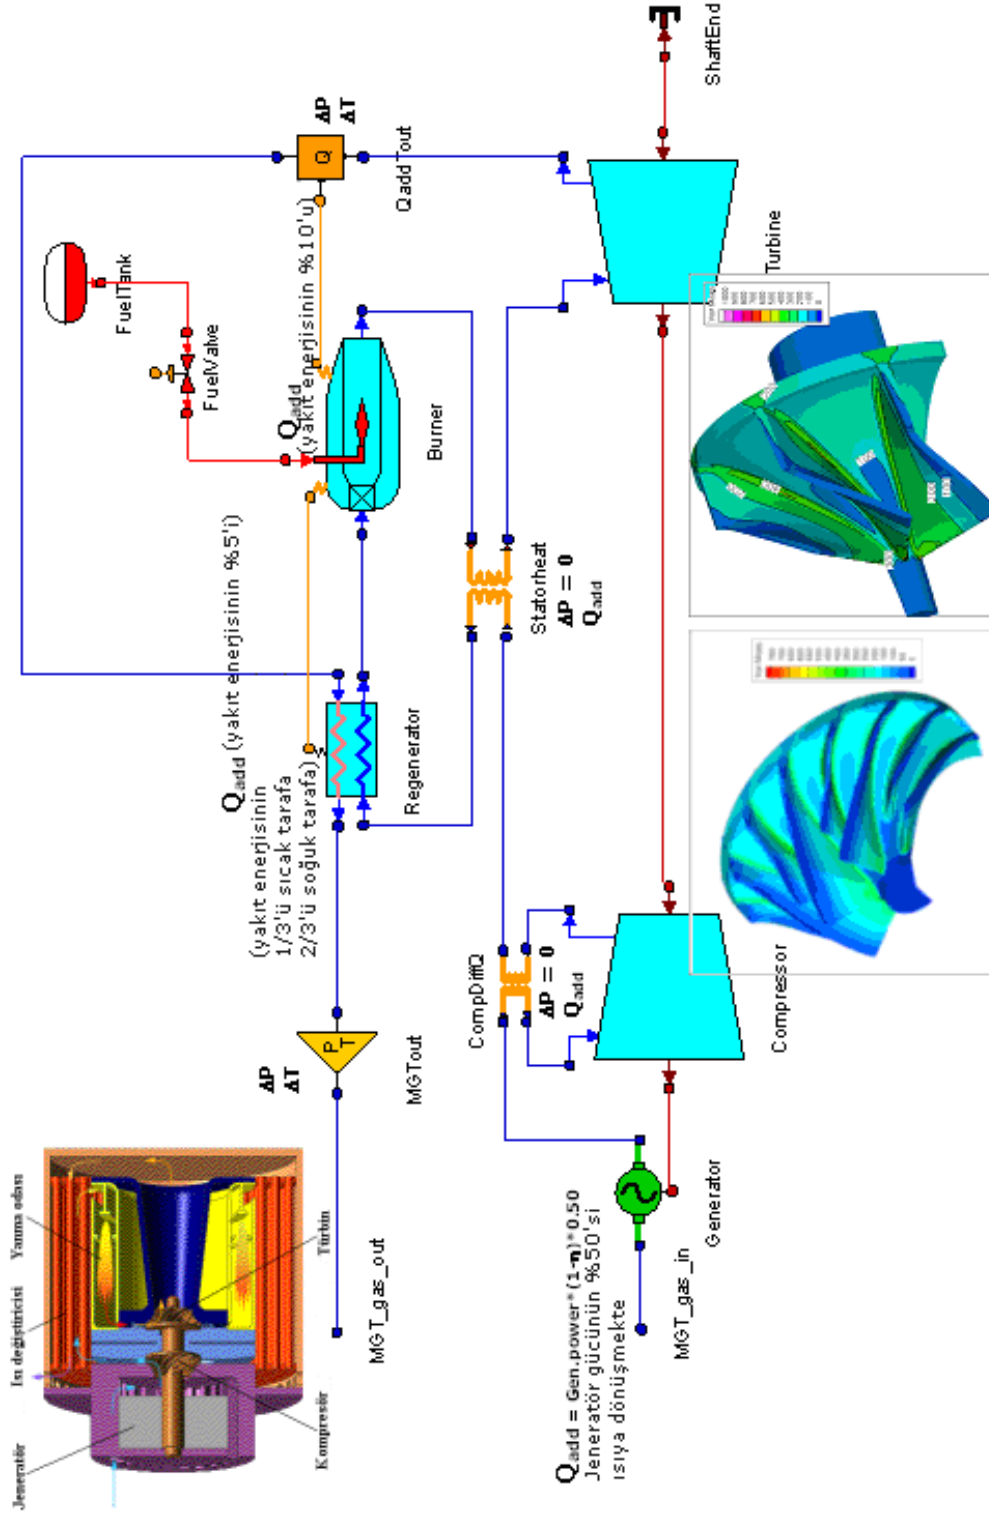 Jeneratör
Isı değiştiricisi
Yanma odası
Kompresör
Türbin
MGT_gas_out
ΔP
ΔT
P
T
MGTout
Qadd (yakıt enerjisinin %5'i)
(yakıt enerjisinin
1/3'ü sıcak tarafa
2/3'ü soğuk tarafa)
Regenerator
FuelTank
FuelValve
Qadd
(yakıt enerjisinin %10'u)
Burner
ΔP
ΔT
Q
Qadd Tout
Statorheat
ΔP = 0
Qadd
CompDiffQ
ΔP = 0
Qadd
Qadd = Gen.power*(1-η)*0.50
Jeneratör gücünün %50'si
ısıya dönüşmekte
MGT_gas_in
Generator
Compressor
Turbine
ShaftEnd